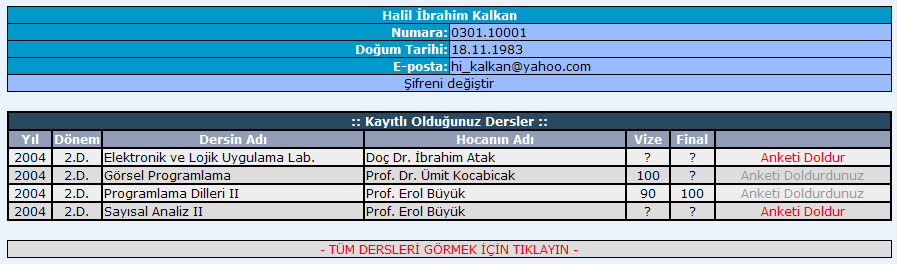 Halil İbrahim Kalkan
Numara: 0301.10001
Doğum Tarihi: 18.11.1983
E-posta: hi_kalkan@yahoo.com
Şifreni değiştir
:: Kayıtlı Olduğunuz Dersler ::
Yıl Dönem Dersin Adı Hocanın Adı Vize Final
2004 2.D. Elektronik ve Lojik Uygulama Lab. Doç Dr. İbrahim Atak ? ? Anketi Doldur
2004 2.D. Görsel Programlama Prof. Dr. Ümit Kocabicak 100 ? Anketi Doldurdunuz
2004 2.D. Programlama Dilleri II Prof. Erol Büyük 90 100 Anketi Doldurdunuz
2004 2.D. Sayısal Analiz II Prof. Erol Büyük ? ? Anketi Doldur
- TÜM DERSLERİ GÖRMEK İÇİN TIKLAYIN -